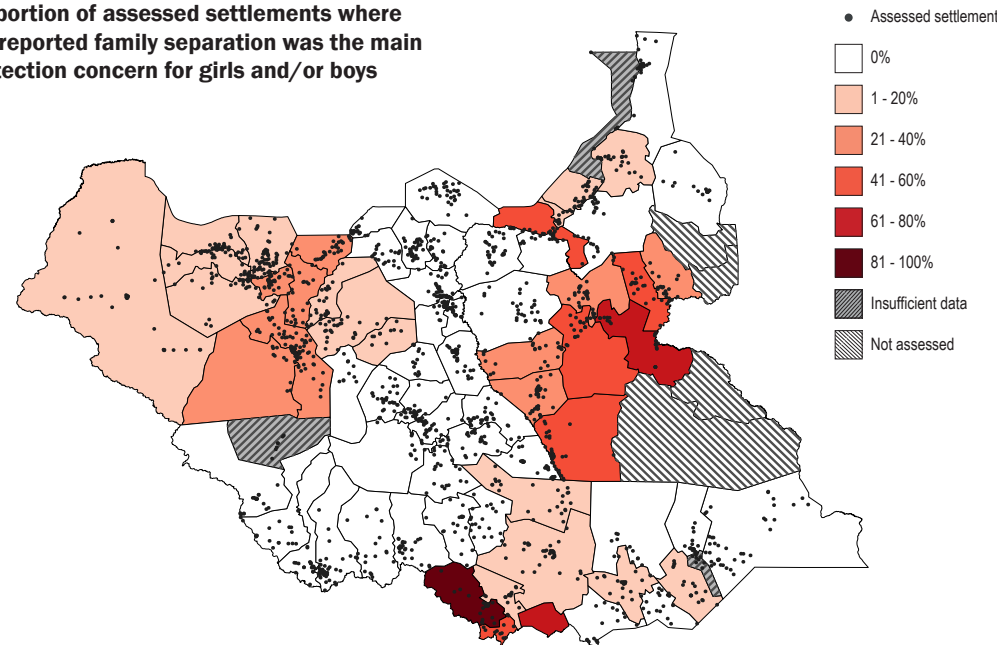 portion of assessed settlements where
reported family separation was the main
tection concern for girls and/or boys
Assessed settlement
0%
1 - 20%
21 - 40%
41 - 60%
61 - 80%
81 - 100%
Insufficient data
Not assessed